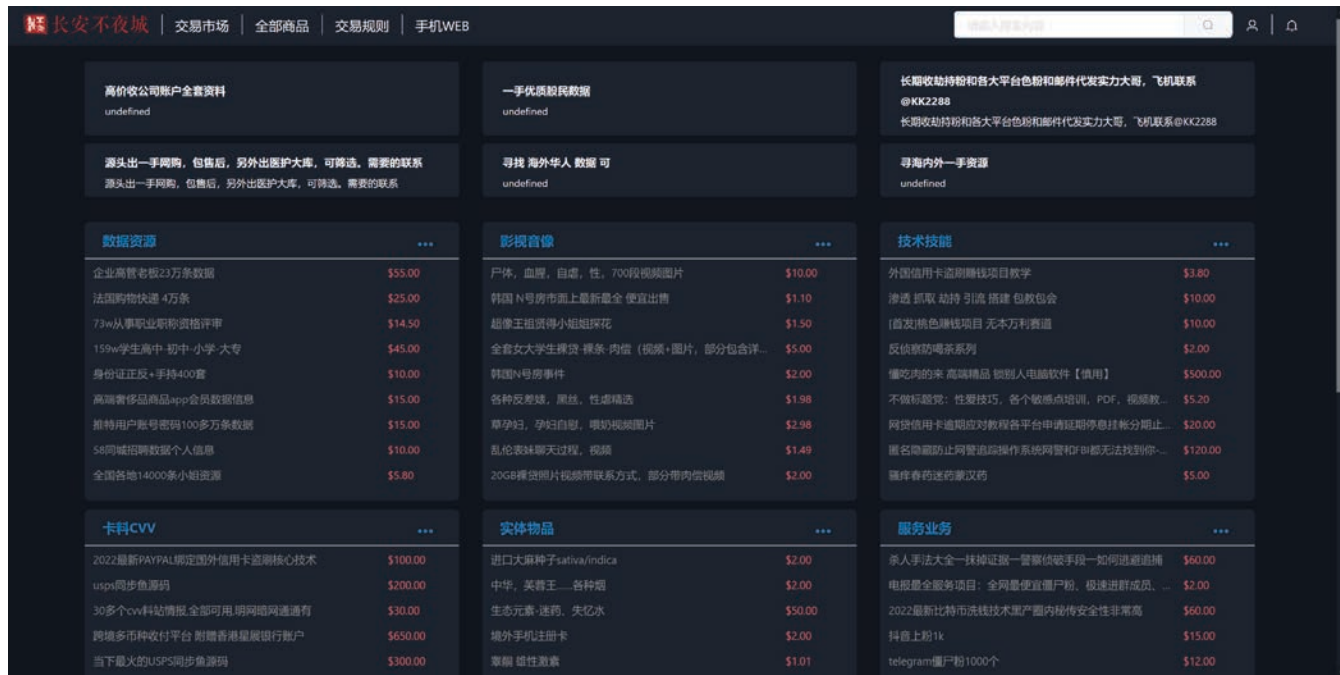 长安不夜城 交易市场 全部商品 交易规则 手机WEB
高价收公司账户全套资料
undefined
一手优质股民数据
undefined
长期收劫持粉和各大平台色粉和邮件代发实力大哥，飞机联系
@KK2288
长期收劫持粉和各大平台色粉和邮件代发实力大哥，飞机联系@KK2288
源头出一手网购，包售后，另外出医护大库，可筛选。需要的联系
源头出一手网购，包售后，另外出医护大库，可筛选。需要的联系
寻找 海外华人 数据 可
undefined
寻海内外一手资源
undefined
数据资源
企业高管老板23万条数据 $55.00
法国购物快递 4万条 $25.00
73w从事职业职称资格评审 $14.50
159w学生高中-初中-小学-大专 $45.00
身份证正反+手持400套 $10.00
高端奢侈品商品app会员数据信息 $15.00
推特用户账号密码100多万条数据 $15.00
58同城招聘数据个人信息 $10.00
全国各地14000条小姐资源 $5.80
影视音像
尸体，血腥，自虐，性，700段视频图片 $10.00
韩国 N号房市面上最新最全 便宜出售 $1.10
超像王祖贤得小姐姐探花 $1.50
全套女大学生裸贷-裸条-肉偿（视频+图片，部分包含详... $5.00
韩国N号房事件 $2.00
各种反差婊，黑丝，性虐精选 $1.98
草孕妇，孕妇自慰，喂奶视频图片 $2.98
乱伦表妹聊天过程，视频 $1.49
20GB裸贷照片视频带联系方式，部分带肉偿视频 $2.00
技术技能
外国信用卡盗刷赚钱项目教学 $3.80
渗透 抓取 劫持 引流 搭建 包教包会 $10.00
[首发]桃色赚钱项目 无本万利赛道 $10.00
反侦察防喝茶系列 $2.00
懂吃肉的来 高端精品 锁别人电脑软件【慎用】 $500.00
不做标题党：性爱技巧，各个敏感点培训，PDF，视频教... $5.20
网贷信用卡逾期应对教程各平台申请延期停息挂帐分期止... $20.00
匿名隐藏防止网警追踪操作系统网警和FBI都无法找到你-... $120.00
骚痒春药迷药蒙汉药 $5.00
卡料CVV
2022最新PAYPAL绑定国外信用卡盗刷核心技术 $100.00
usps同步鱼源码 $200.00
30多个cvv料站情报,全部可用,明网暗网通通有 $30.00
跨境多币种收付平台 附赠香港星展银行账户 $650.00
当下最火的USPS同步鱼源码 $300.00
实体物品
进口大麻种子sativa/indica $2.00
中华，芙蓉王......各种烟 $2.00
生态元素-迷药，失亿水 $50.00
境外手机注册卡 $2.00
睾酮 雄性激素 $1.01
服务业务
杀人手法大全一抹掉证据一警察侦破手段一如何逃避追捕 $60.00
电报最全服务项目：全网最便宜僵尸粉，极速进群成员，... $2.00
2022最新比特币洗钱技术黑产圈内秘传安全性非常高 $60.00
抖音上粉1k $15.00
telegram僵尸粉1000个 $12.00